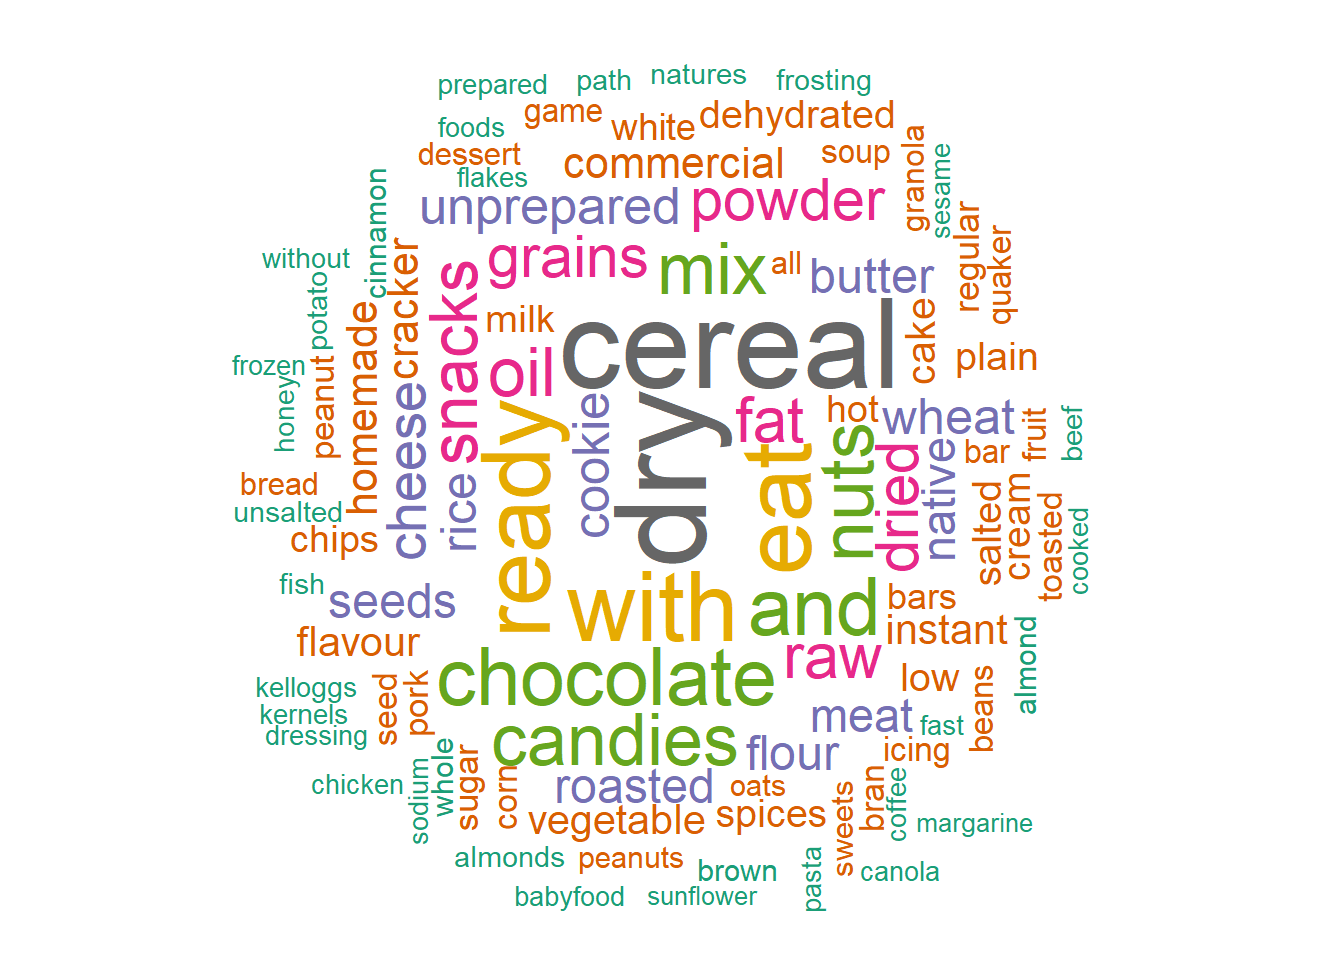 prepared
path
natures
frosting
foods
game
white
dehydrated
dessert
flakes
commercial
soup
granola
sesame
cinnamon
unprepared
powder
regular
quaker
without
potato
cracker
snacks
grains
mix
all
butter
homemade
milk
cereal
cake
plain
frozen
honey
peanut
cheese
oil
cookie
dry
fat
hot
wheat
fruit
beef
bread
unsalted
chips
rice
ready
eat
nuts
dried
native
bar
salted
cream
toasted
cooked
fish
seeds
flavour
with
and
bars
instant
almond
chocolate
raw
low
beans
kelloggs
kernels
dressing
seed
pork
candies
meat
fast
flour
icing
chicken
sodium
whole
sugar
corn
roasted
oats
vegetable
spices
sweets
bran
coffee
margarine
almonds
peanuts
brown
pasta
canola
babyfood
sunflower